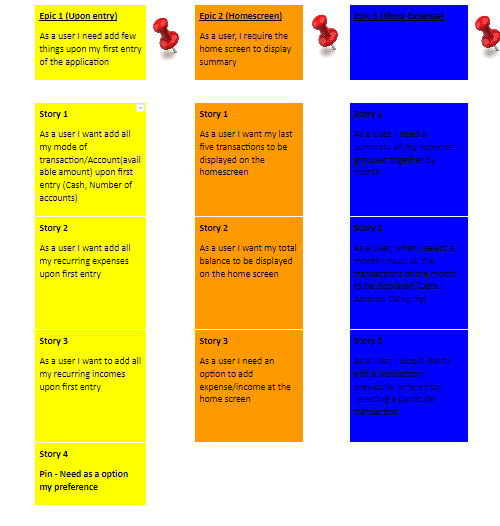 Epic 1 (Upon entry)
As a user I need add few
things upon my first entry
of the application
Epic 2 (Homescreen)
As a user, I require the
home screen to display
summary
Epic 3 (Show Expense)
Story 1
As a user I want add all
my mode of
transaction/Account(avail
able amount) upon first
entry (Cash, Number of
accounts)
Story 1
As a user I want my last
five transactions to be
displayed on the
homescreen
Story 1
As a User, I need a
summary all my expenses
grouped together by
month
Story 2
As a user I want add all
my recurring expenses
upon first entry
Story 2
As a user I want my total
balance to be displayed
on the home screen
Story 2
As a User, when I select a
month I need all the
transactions of the month
to be displayed (Date
Amount Category)
Story 3
As a user I want to add all
my recurring incomes
upon first entry
Story 3
As a user I need an
option to add
expense/income at the
home screen
Story 3
As a user, I would like to
edit a transaction
previously entered by
selecting a particular
transaction
Story 4
Pin - Need as a option
my preference